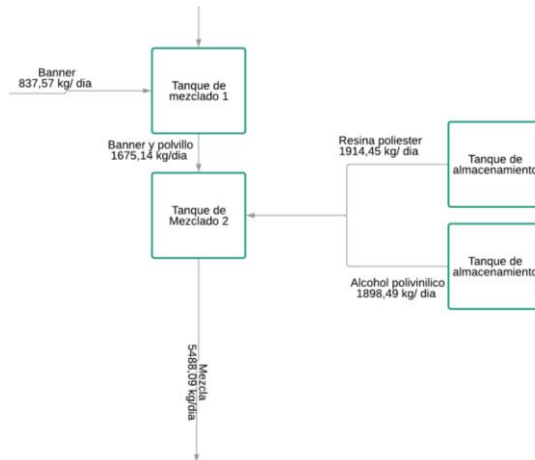 Banner
837,57 kg/ dia
Tanque de
mezclado 1
Banner y polvillo
1675,14 kg/dia
Resina poliester
1914,45 kg/ dia
Tanque de
almacenamiento
Tanque de
Mezclado 2
Tanque de
almacenamiento
Alcohol polivinilico
1898,49 kg/ dia
Mezcla
5488,09 kg/dia